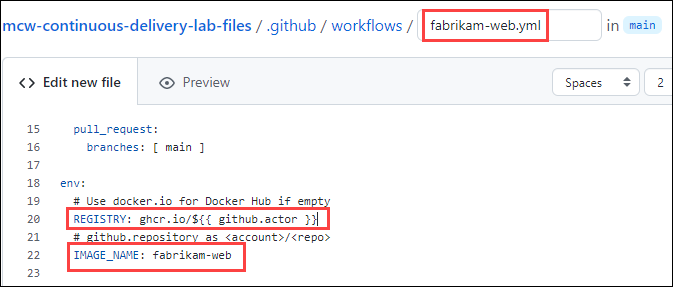 mcw-continuous-delivery-lab-files / .github / workflows / fabrikam-web.yml in main
Edit new file Preview Spaces 2
15 pull_request:
16 branches: [ main ]
17
18 env:
19 # Use docker.io for Docker Hub if empty
20 REGISTRY: ghcr.io/${{ github.actor }}
21 # github.repository as <account>/<repo>
22 IMAGE_NAME: fabrikam-web
23